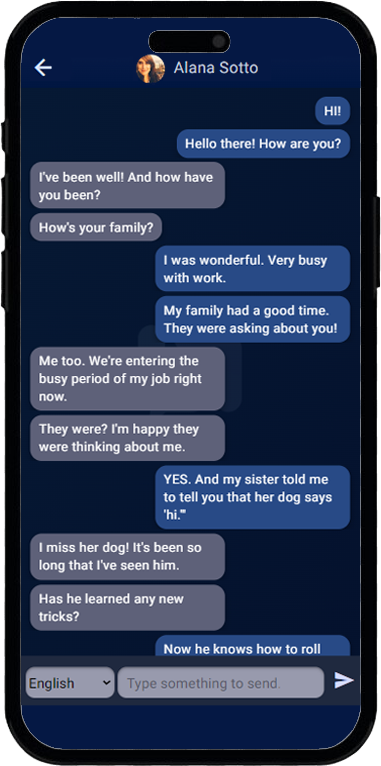 Alana Sotto
HI!
Hello there! How are you?
I've been well! And how have
you been?
How's your family?
I was wonderful. Very busy
with work.
My family had a good time.
They were asking about you!
Me too. We're entering the
busy period of my job right
now.
They were? I'm happy they
were thinking about me.
YES. And my sister told me
to tell you that her dog says
'hi.'"
I miss her dog! It's been so
long that I've seen him.
Has he learned any new
tricks?
Now he knows how to roll
English
Type something to send.